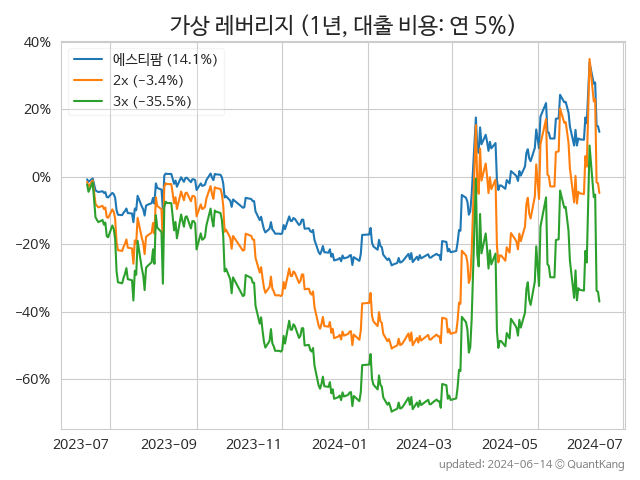 가상 레버리지 (1년, 대출 비용: 연 5%)
에스티팜 (14.1%)
2x (−3.4%)
3x (−35.5%)
40%
20%
0%
−20%
−40%
−60%
2023-07 2023-09 2023-11 2024-01 2024-03 2024-05 2024-07
updated: 2024-06-14 © QuantKang